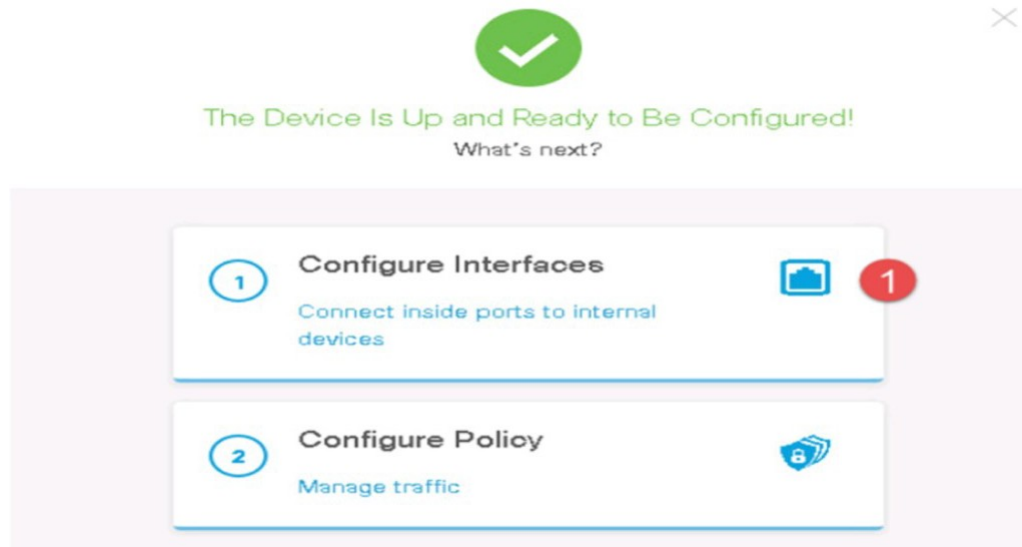 The Device Is Up and Ready to Be Configured!
What's next?
1
Configure Interfaces
1
Connect inside ports to internal
devices
2
Configure Policy
Manage traffic